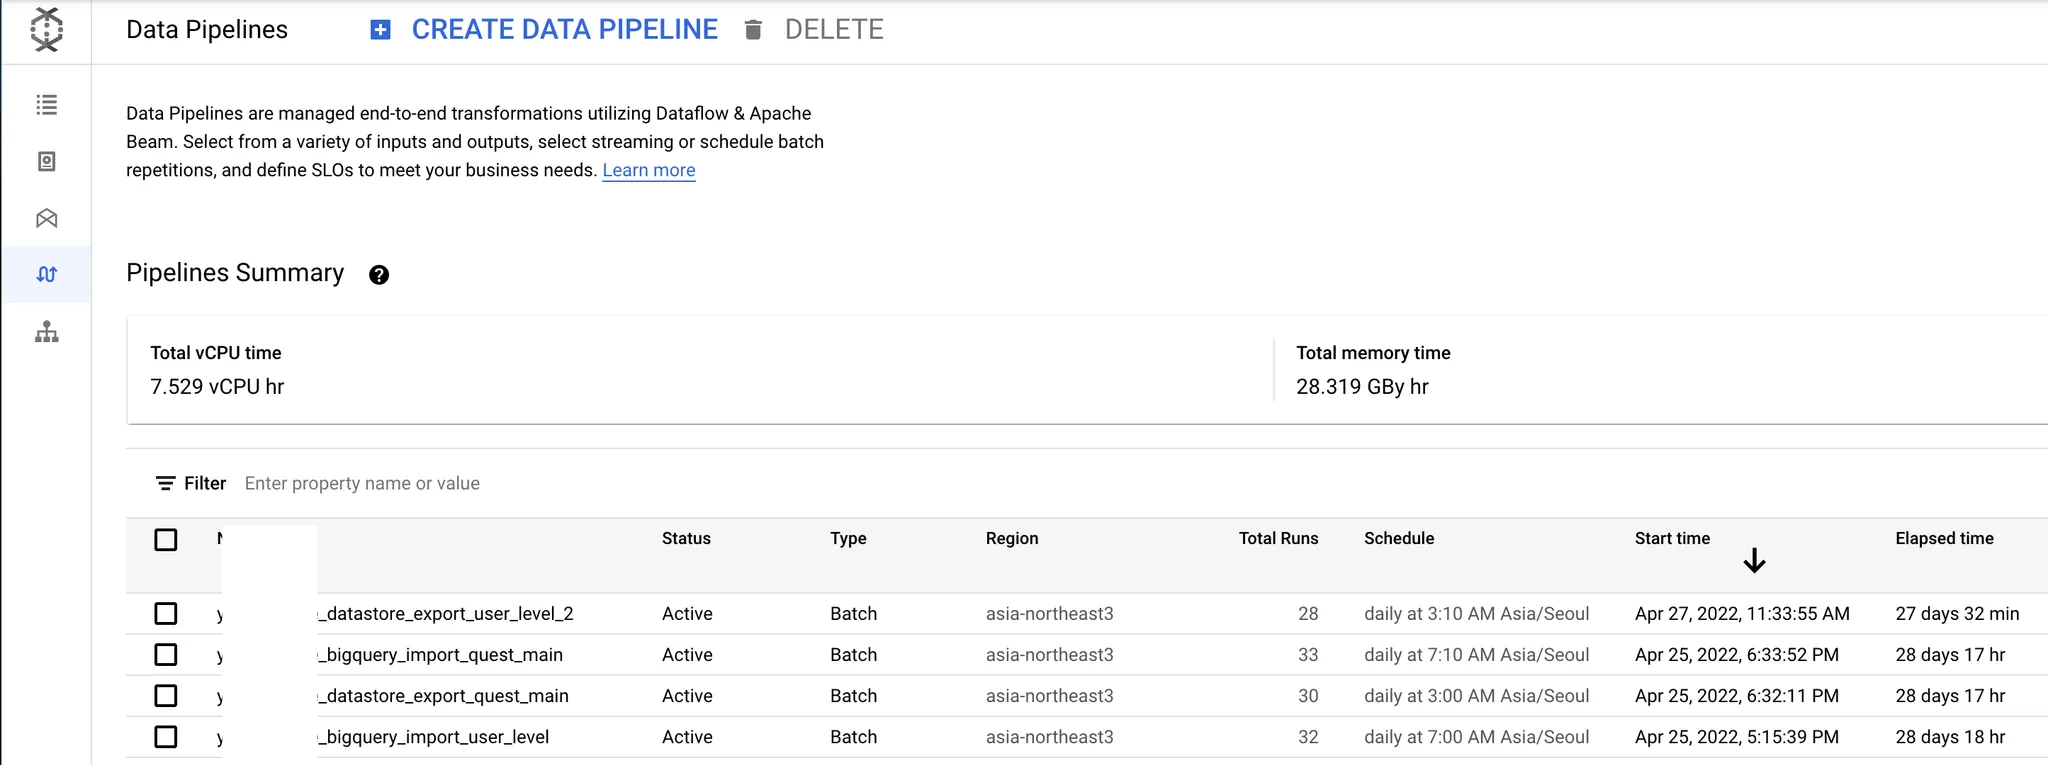 Data Pipelines CREATE DATA PIPELINE DELETE
Data Pipelines are managed end-to-end transformations utilizing Dataflow & Apache
Beam. Select from a variety of inputs and outputs, select streaming or schedule batch
repetitions, and define SLOs to meet your business needs. Learn more
Pipelines Summary
Total vCPU time Total memory time
7.529 vCPU hr 28.319 GBy hr
Filter Enter property name or value
Status Type Region Total Runs Schedule Start time Elapsed time
y _datastore_export_user_level_2 Active Batch asia-northeast3 28 daily at 3:10 AM Asia/Seoul Apr 27, 2022, 11:33:55 AM 27 days 32 min
y _bigquery_import_quest_main Active Batch asia-northeast3 33 daily at 7:10 AM Asia/Seoul Apr 25, 2022, 6:33:52 PM 28 days 17 hr
y _datastore_export_quest_main Active Batch asia-northeast3 30 daily at 3:00 AM Asia/Seoul Apr 25, 2022, 6:32:11 PM 28 days 17 hr
y _bigquery_import_user_level Active Batch asia-northeast3 32 daily at 7:00 AM Asia/Seoul Apr 25, 2022, 5:15:39 PM 28 days 18 hr